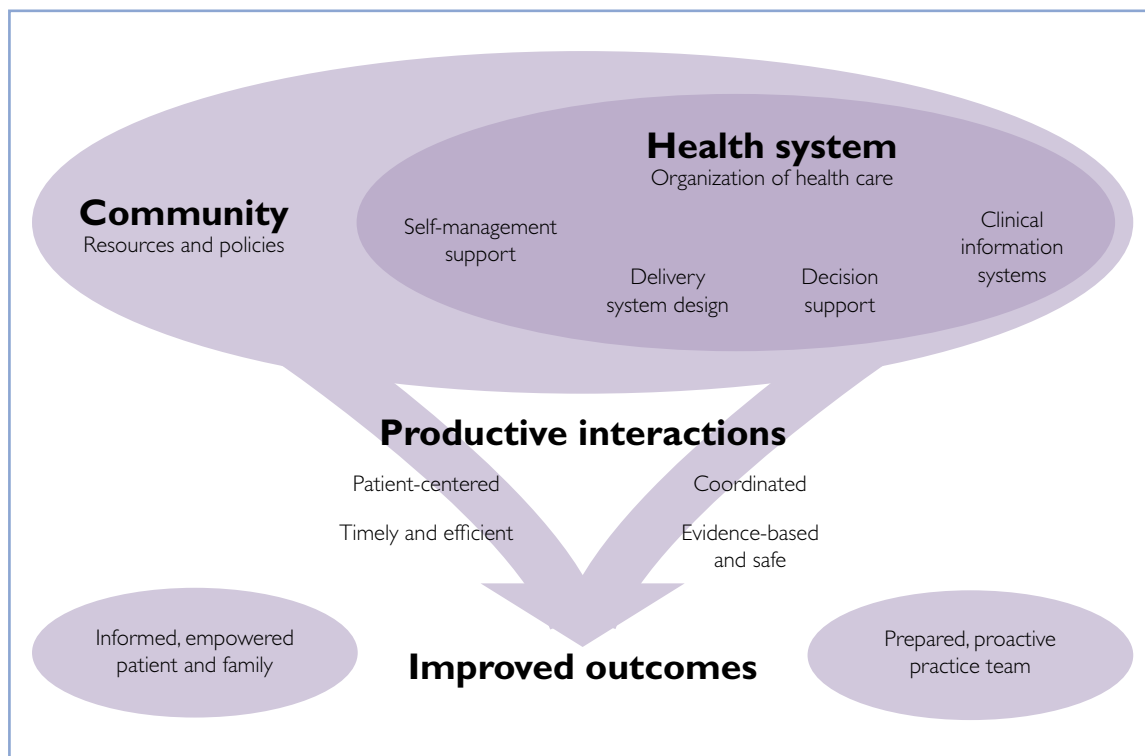 Health system
Organization of health care
Community
Resources and policies
Self-management
support
Delivery
system design
Decision
support
Clinical
information
systems
Productive interactions
Patient-centered
Coordinated
Timely and efficient
Evidence-based
and safe
Informed, empowered
patient and family
Improved outcomes
Prepared, proactive
practice team